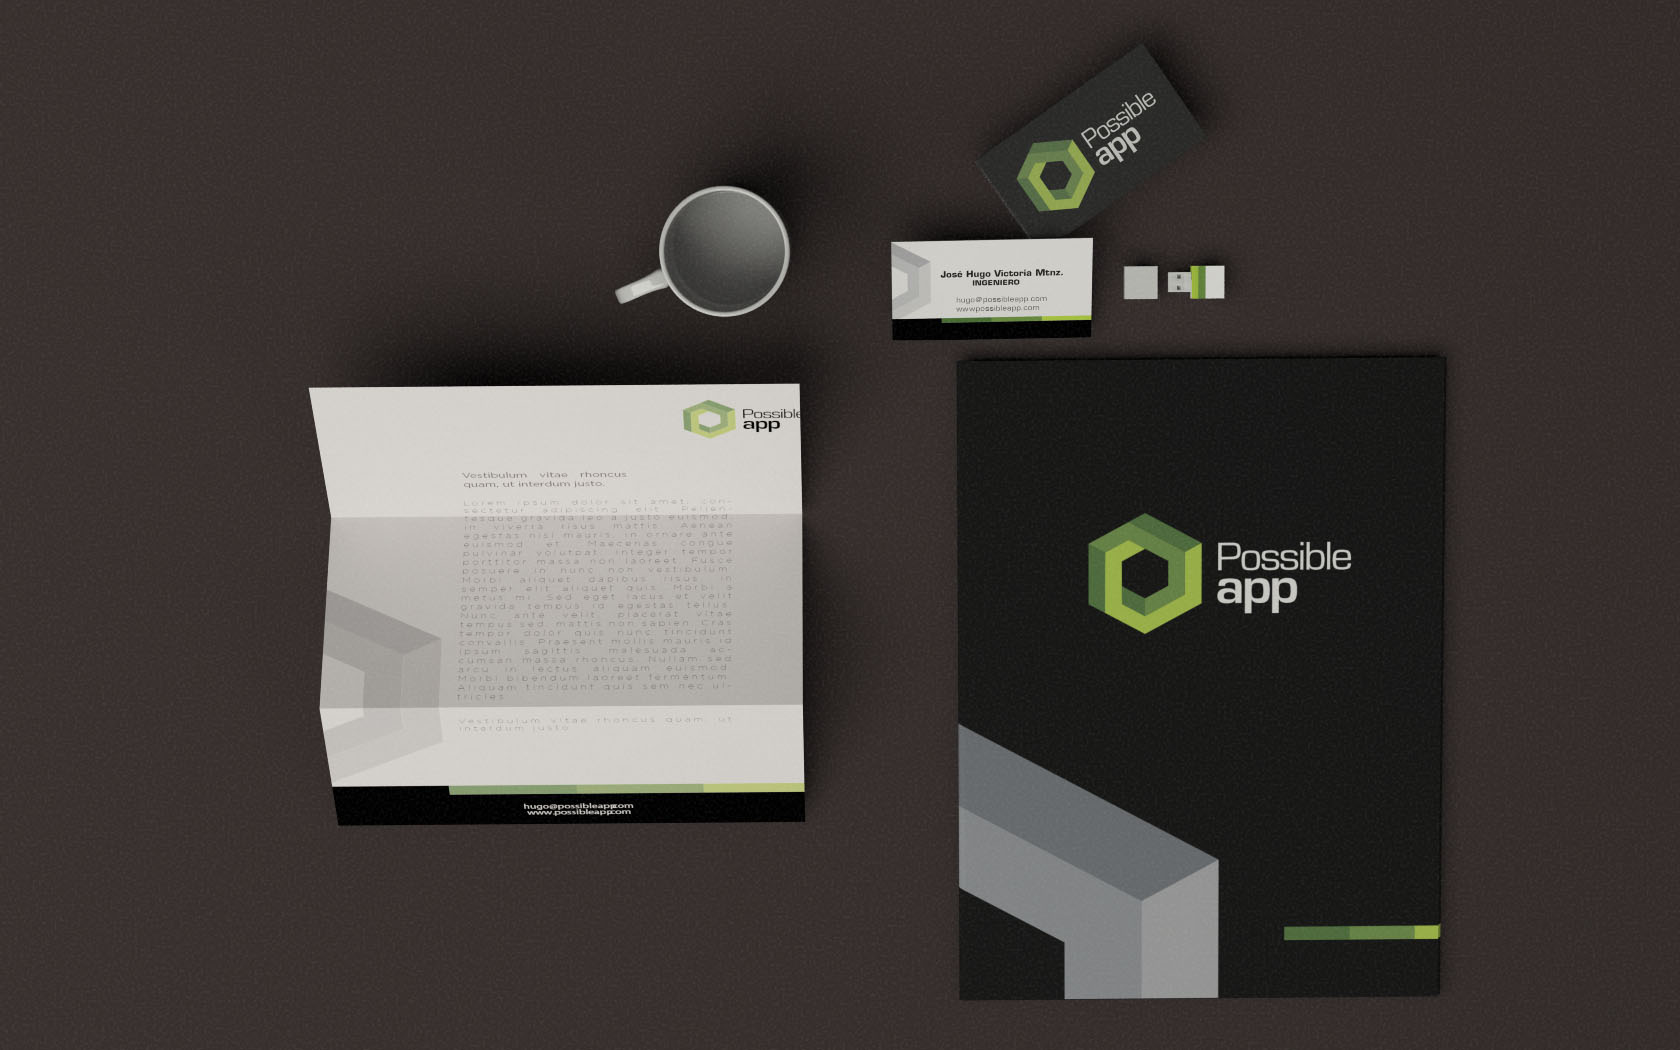 Possible
app
José Hugo Victoria Mtnz.
INGENIERO
hugo@possibleapp.com
www.possibleapp.com
Possible
app
Vestibulum vitae rhoncus
quam, ut interdum justo.
Lorem ipsum dolor sit amet, con-
sectetur adipiscing elit. Pellen-
tesque gravida leo a justo euismod,
in viverra risus mattis. Aenean
egestas nisl mauris, in ornare ante
euismod et. Maecenas congue
pulvinar volutpat. Integer tempor
porttitor massa non laoreet. Fusce
posuere in nunc non vestibulum.
Morbi aliquet dapibus risus, in
semper elit aliquet quis. Morbi a
metus mi. Sed eget lacus et velit
gravida tempus id egestas tellus.
Nunc ante velit, placerat vitae
tempus sed, mattis non sapien. Cras
tempor dolor quis nunc tincidunt
convallis. Praesent mollis mauris id
ipsum sagittis malesuada ac-
cumsan massa rhoncus. Nullam sed
arcu in lectus aliquam euismod.
Morbi bibendum laoreet fermentum.
Aliquam tincidunt quis sem nec ul-
tricies.
Vestibulum vitae rhoncus quam, ut
interdum justo.
hugo@possibleapp.com
www.possibleapp.com
Possible
app